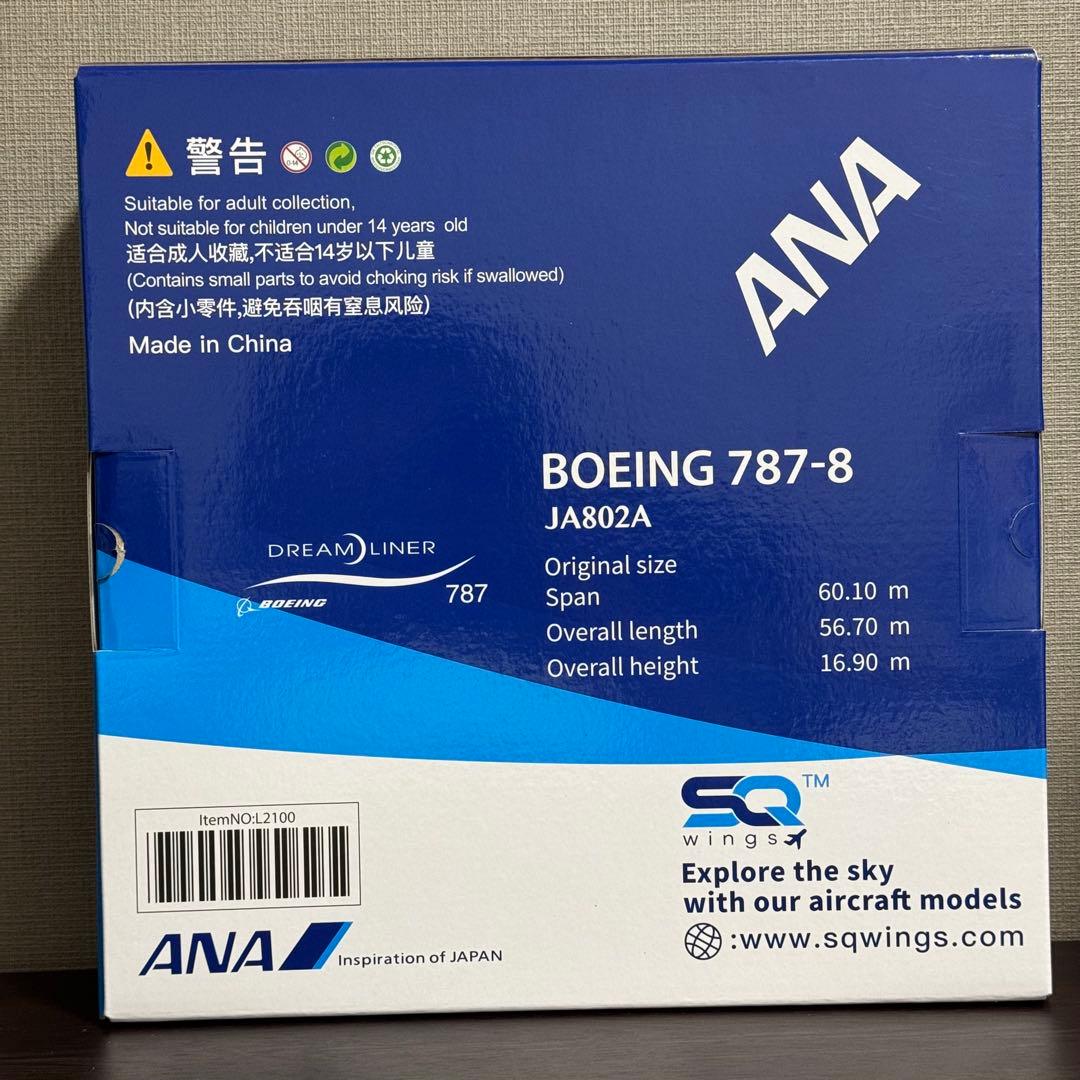 警告
Suitable for adult collection,
Not suitable for children under 14 years old
适合成人收藏,不适合14岁以下儿童
(Contains small parts to avoid choking risk if swallowed)
(内含小零件,避免吞咽有窒息风险)
Made in China
ANA
BOEING 787-8
JA802A
Original size
Span 60.10 m
Overall length 56.70 m
Overall height 16.90 m
DREAMLINER
787
BOEING
ItemNO:L2100
ANA Inspiration of JAPAN
SQ TM
wings
Explore the sky
with our aircraft models
:www.sqwings.com